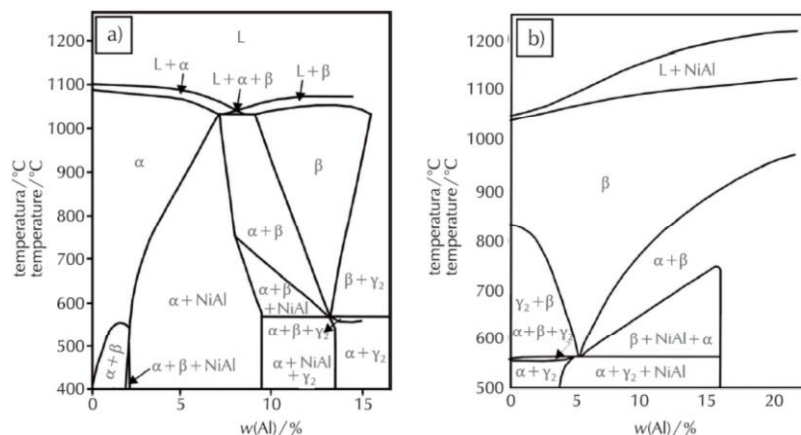 a)
1200
1100
1000
900
800
700
600
500
400
temperatura/°C
temperature/°C
L
L+α
L+α+β
L+β
α
β
α+β
β+γ₂
α+NiAl
α+β
+NiAl
α+β+γ₂
α+β
α+β+NiAl
α+NiAl
+γ₂
α+γ₂
0
5
10
15
w(Al)/%
b)
1200
1100
1000
900
800
700
600
500
temperatura/°C
temperature/°C
L+NiAl
β
α+β
γ₂+β
α+β+γ₂
β+NiAl+α
α+γ₂
α+γ₂+NiAl
0
5
10
15
20
w(Al)/%